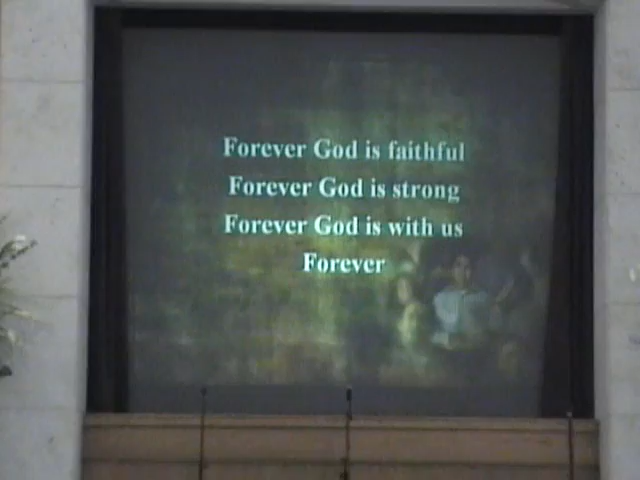 Forever God is faithful
Forever God is strong
Forever God is with us
Forever